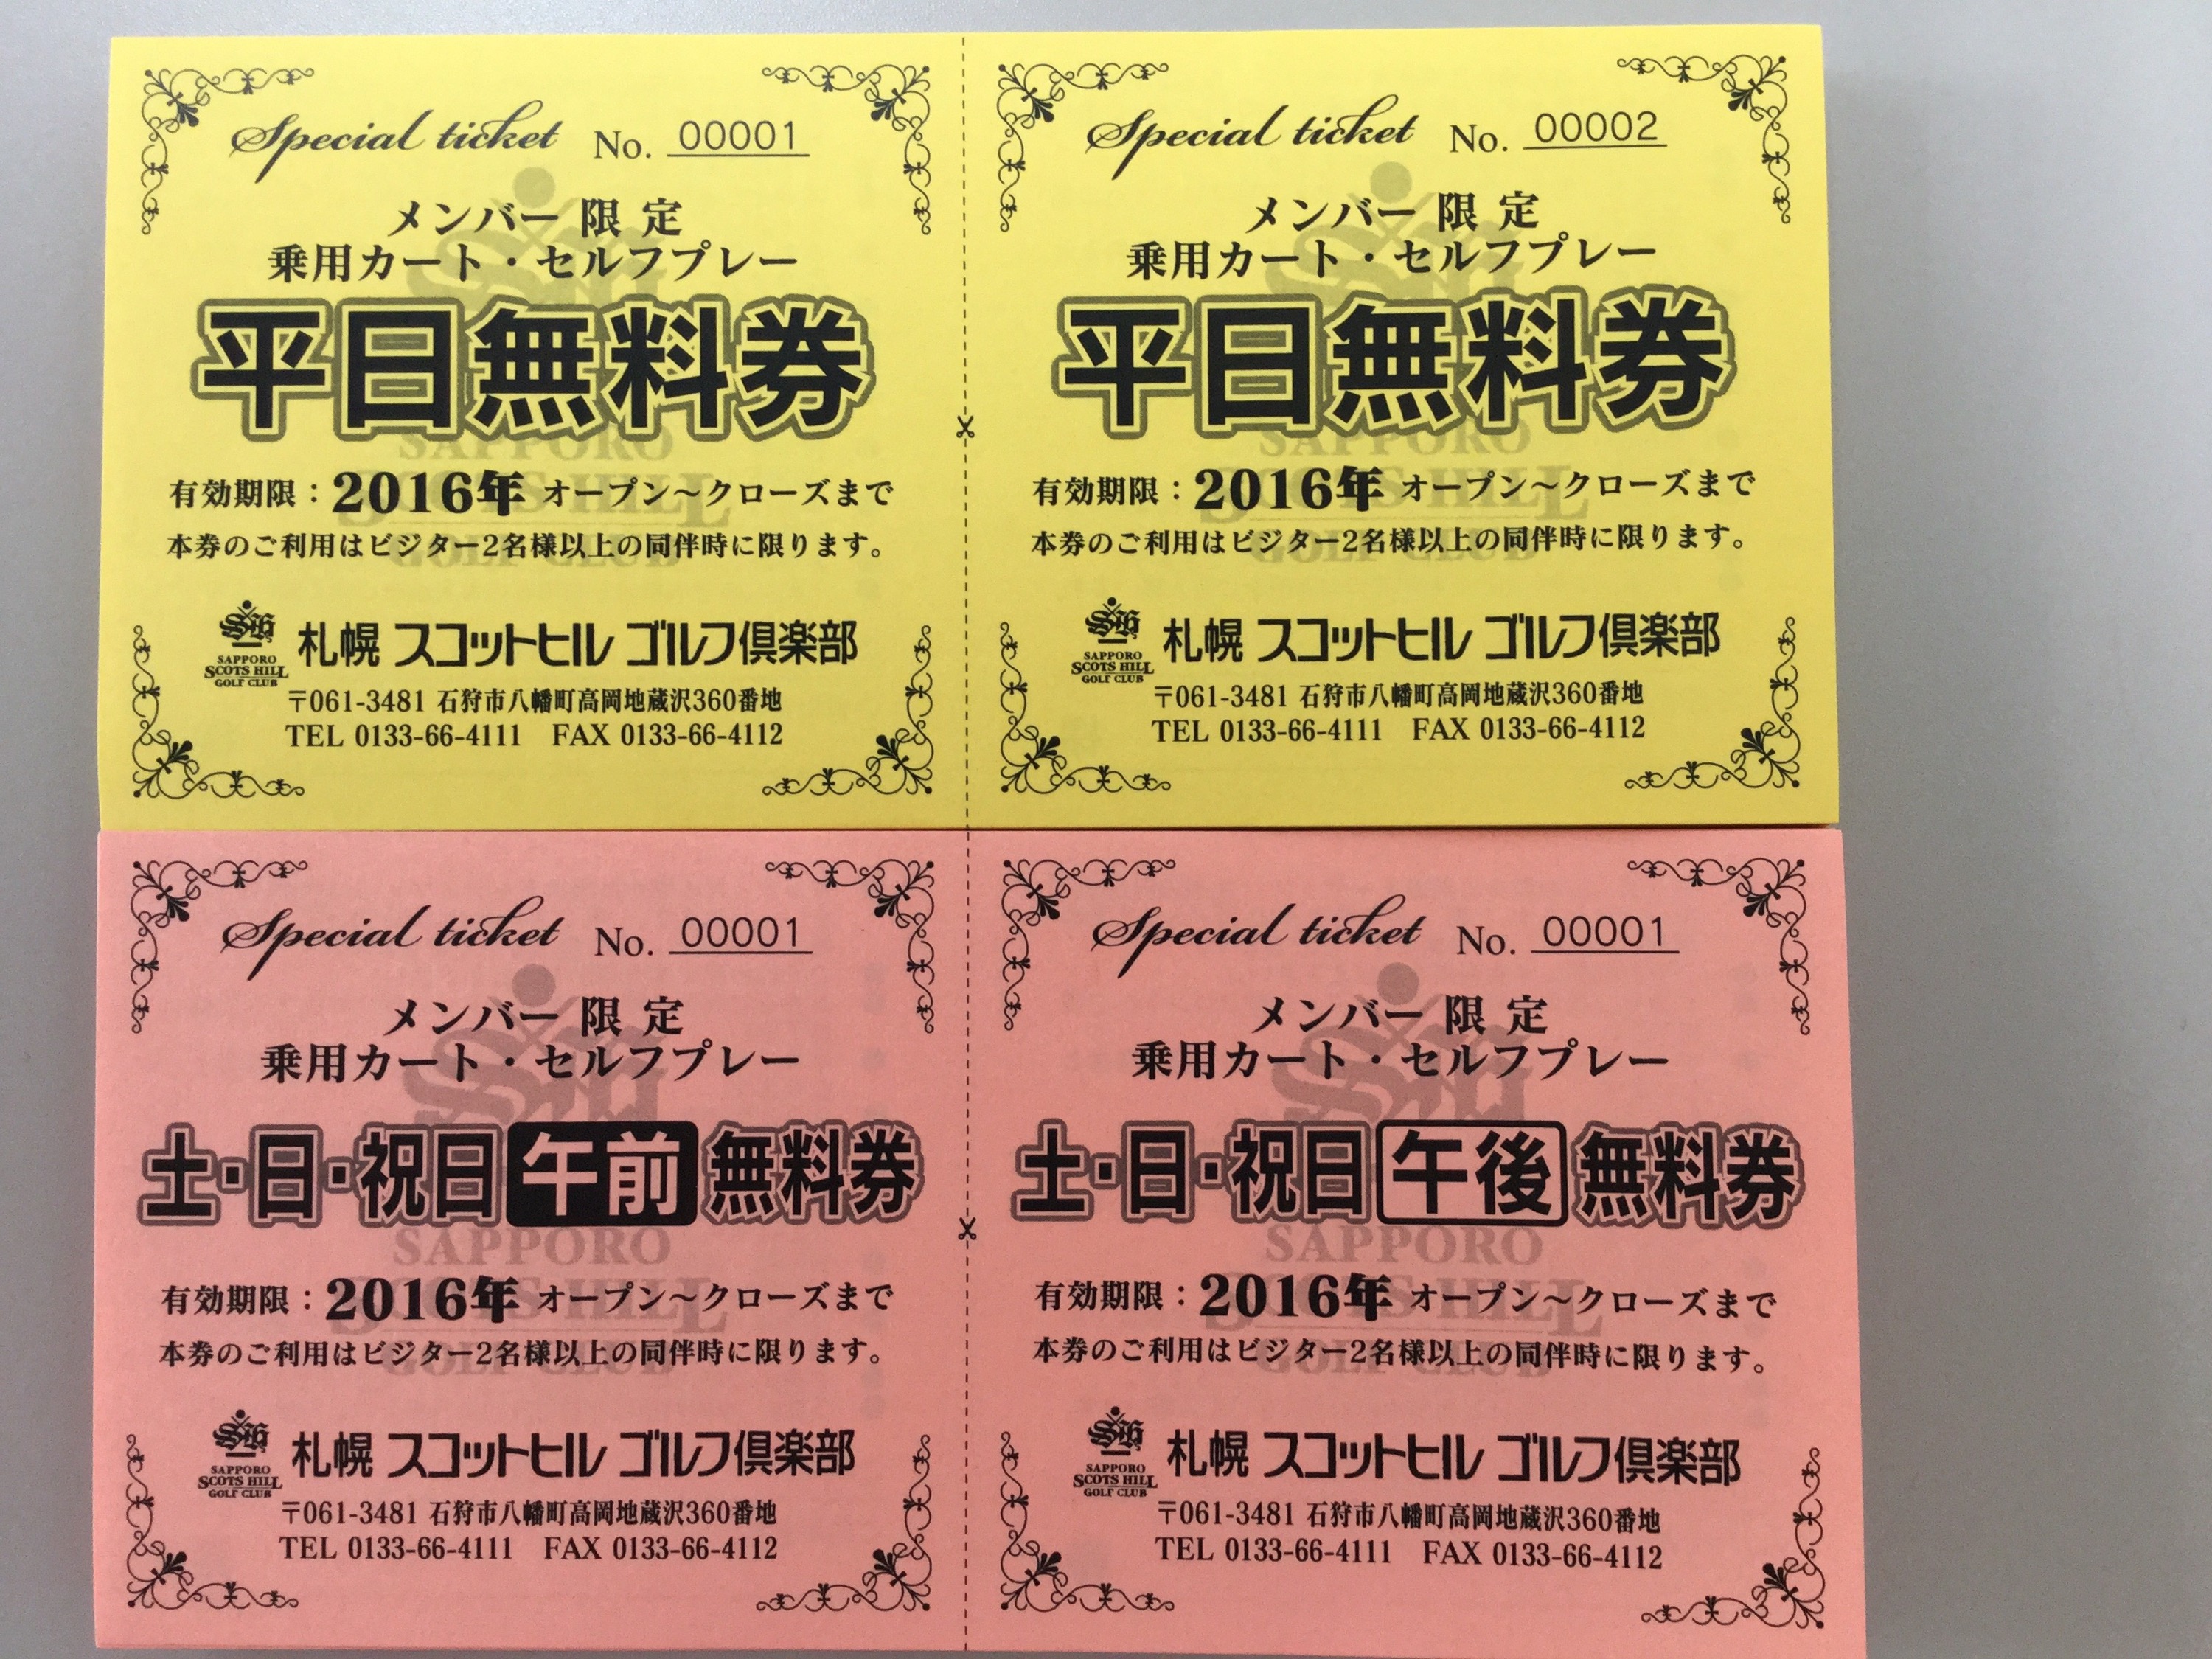 Special ticket No. 00001
メンバー 限 定
乗用カート・セルフプレー
平日無料券
有効期限：2016年 オープン～クローズまで
本券のご利用はビジター2名様以上の同伴時に限ります。
SAPPORO
SCOTS HILL
GOLF CLUB
札幌 スコットヒル ゴルフ倶楽部
〒061-3481 石狩市八幡町高岡地蔵沢360番地
TEL 0133-66-4111 FAX 0133-66-4112
Special ticket No. 00002
メンバー 限 定
乗用カート・セルフプレー
平日無料券
有効期限：2016年 オープン～クローズまで
本券のご利用はビジター2名様以上の同伴時に限ります。
SAPPORO
SCOTS HILL
GOLF CLUB
札幌 スコットヒル ゴルフ倶楽部
〒061-3481 石狩市八幡町高岡地蔵沢360番地
TEL 0133-66-4111 FAX 0133-66-4112
Special ticket No. 00001
メンバー 限 定
乗用カート・セルフプレー
土・日・祝日 午前 無料券
有効期限：2016年 オープン～クローズまで
本券のご利用はビジター2名様以上の同伴時に限ります。
SAPPORO
SCOTS HILL
GOLF CLUB
札幌 スコットヒル ゴルフ倶楽部
〒061-3481 石狩市八幡町高岡地蔵沢360番地
TEL 0133-66-4111 FAX 0133-66-4112
Special ticket No. 00001
メンバー 限 定
乗用カート・セルフプレー
土・日・祝日 午後 無料券
有効期限：2016年 オープン～クローズまで
本券のご利用はビジター2名様以上の同伴時に限ります。
SAPPORO
SCOTS HILL
GOLF CLUB
札幌 スコットヒル ゴルフ倶楽部
〒061-3481 石狩市八幡町高岡地蔵沢360番地
TEL 0133-66-4111 FAX 0133-66-4112